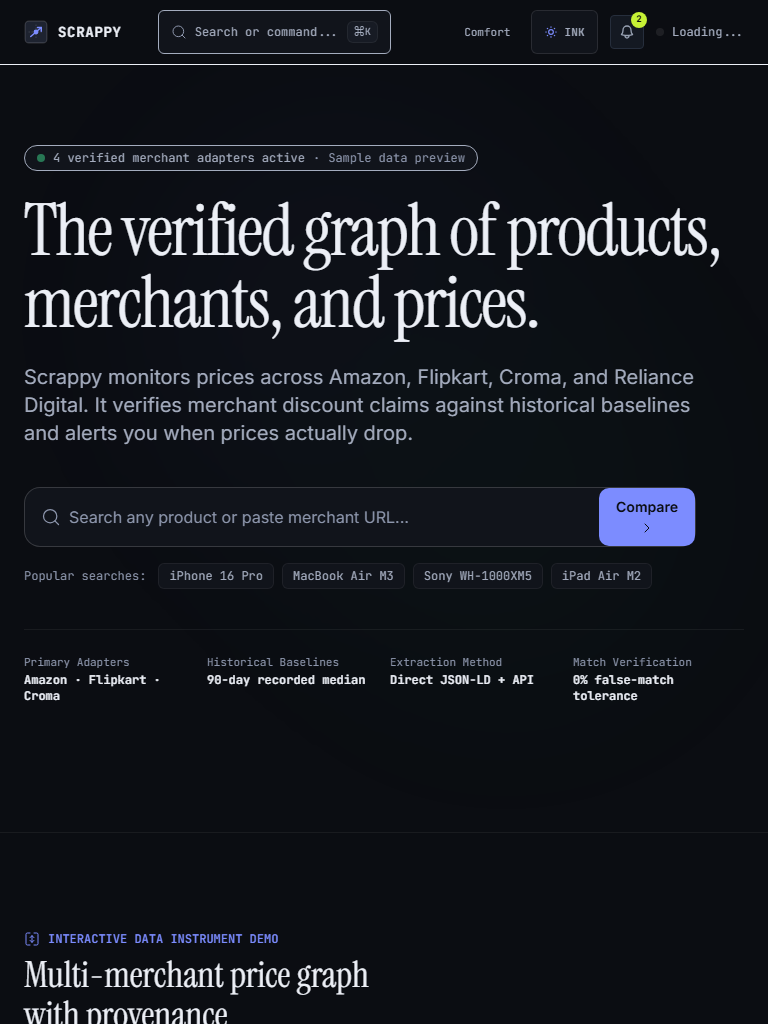 SCRAPPY
Search or command...
⌘K
Comfort
INK
2
Loading...
4 verified merchant adapters active · Sample data preview
The verified graph of products,
merchants, and prices.
Scrappy monitors prices across Amazon, Flipkart, Croma, and Reliance
Digital. It verifies merchant discount claims against historical baselines
and alerts you when prices actually drop.
Search any product or paste merchant URL...
Compare
Popular searches:
iPhone 16 Pro
MacBook Air M3
Sony WH-1000XM5
iPad Air M2
Primary Adapters
Amazon · Flipkart ·
Croma
Historical Baselines
90-day recorded median
Extraction Method
Direct JSON-LD + API
Match Verification
0% false-match
tolerance
INTERACTIVE DATA INSTRUMENT DEMO
Multi-merchant price graph
with provenance